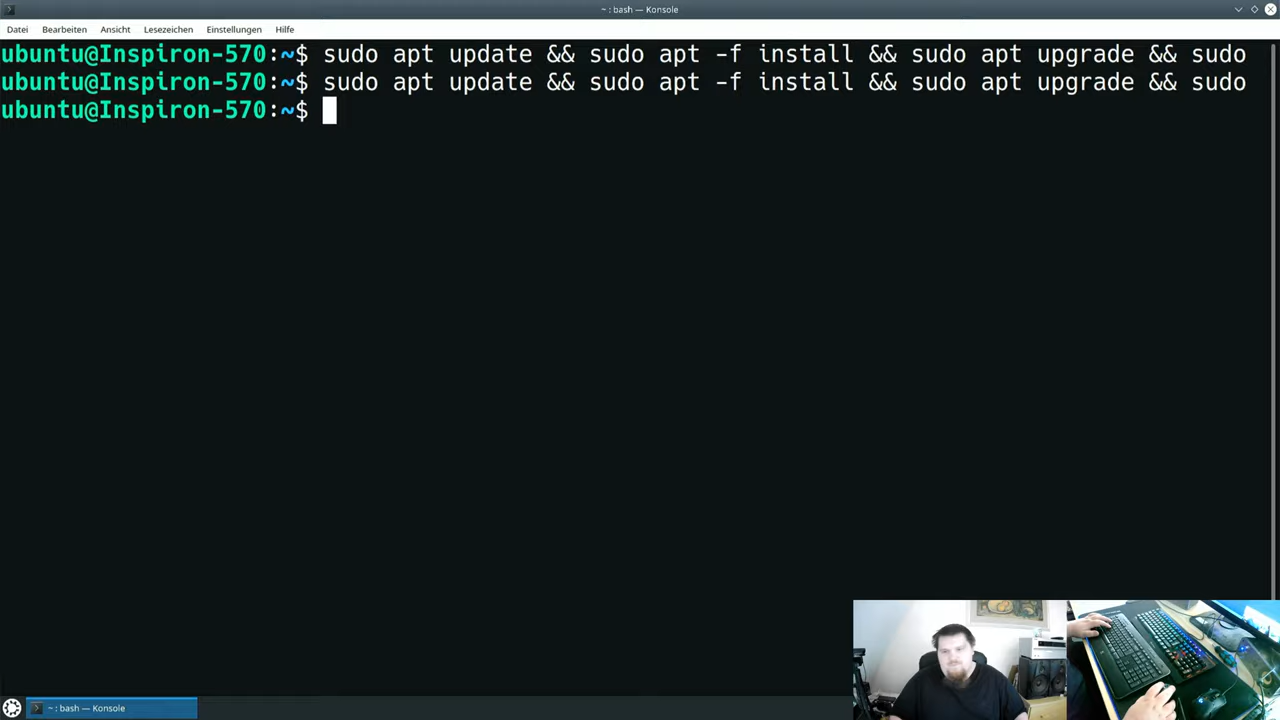 ~ : bash — Konsole
Datei Bearbeiten Ansicht Lesezeichen Einstellungen Hilfe
ubuntu@Inspiron-570:~$ sudo apt update && sudo apt -f install && sudo apt upgrade && sudo
ubuntu@Inspiron-570:~$ sudo apt update && sudo apt -f install && sudo apt upgrade && sudo
ubuntu@Inspiron-570:~$
~ : bash — Konsole